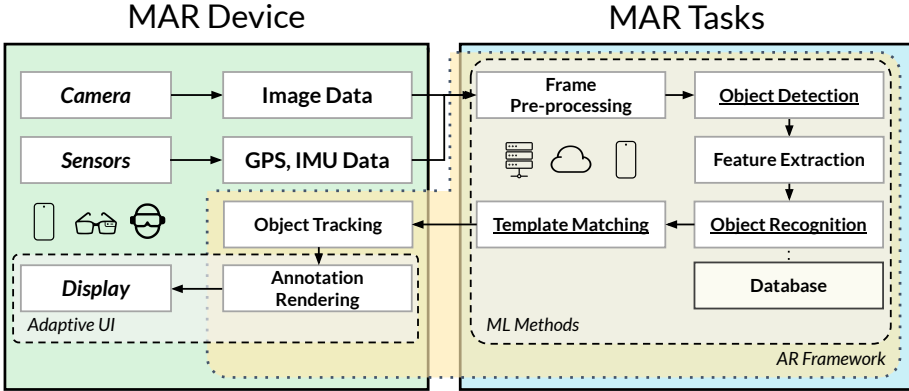 MAR Device
MAR Tasks
Camera
Image Data
Frame
Pre-processing
Object Detection
Sensors
GPS, IMU Data
Feature Extraction
Object Tracking
Template Matching
Object Recognition
Display
Annotation
Rendering
Database
Adaptive UI
ML Methods
AR Framework